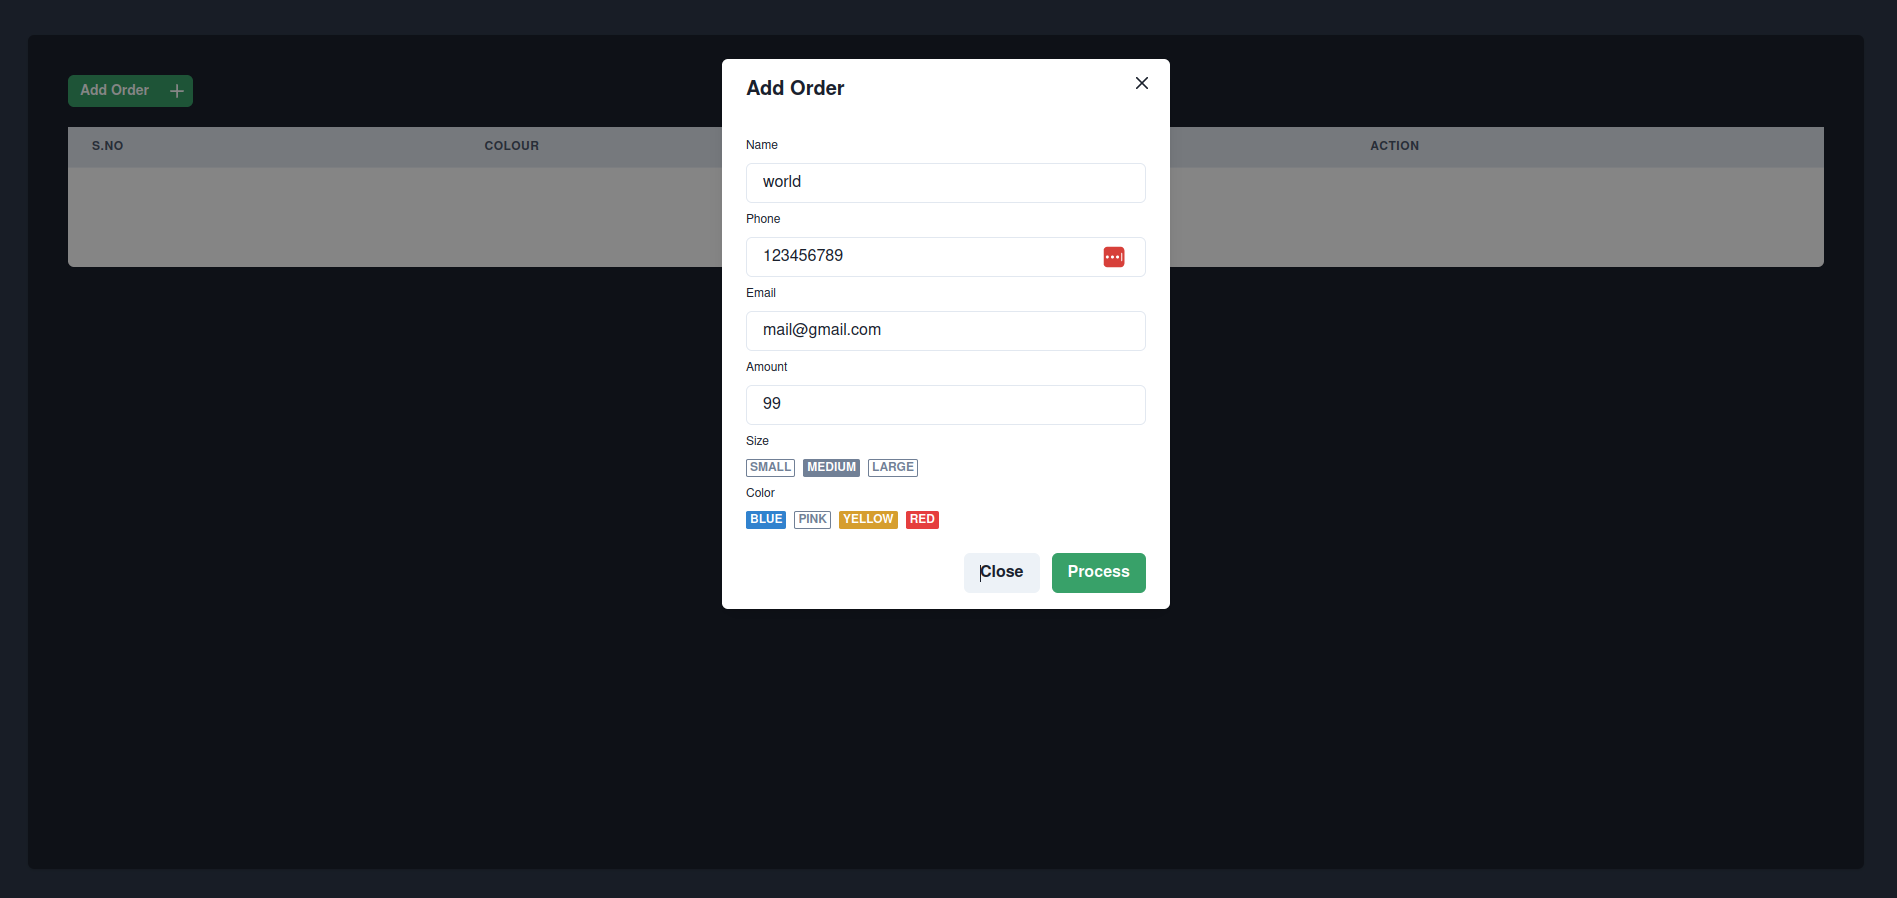 Add Order
S.NO COLOUR ACTION
Add Order
Name
world
Phone
123456789
Email
mail@gmail.com
Amount
99
Size
SMALL MEDIUM LARGE
Color
BLUE PINK YELLOW RED
Close Process